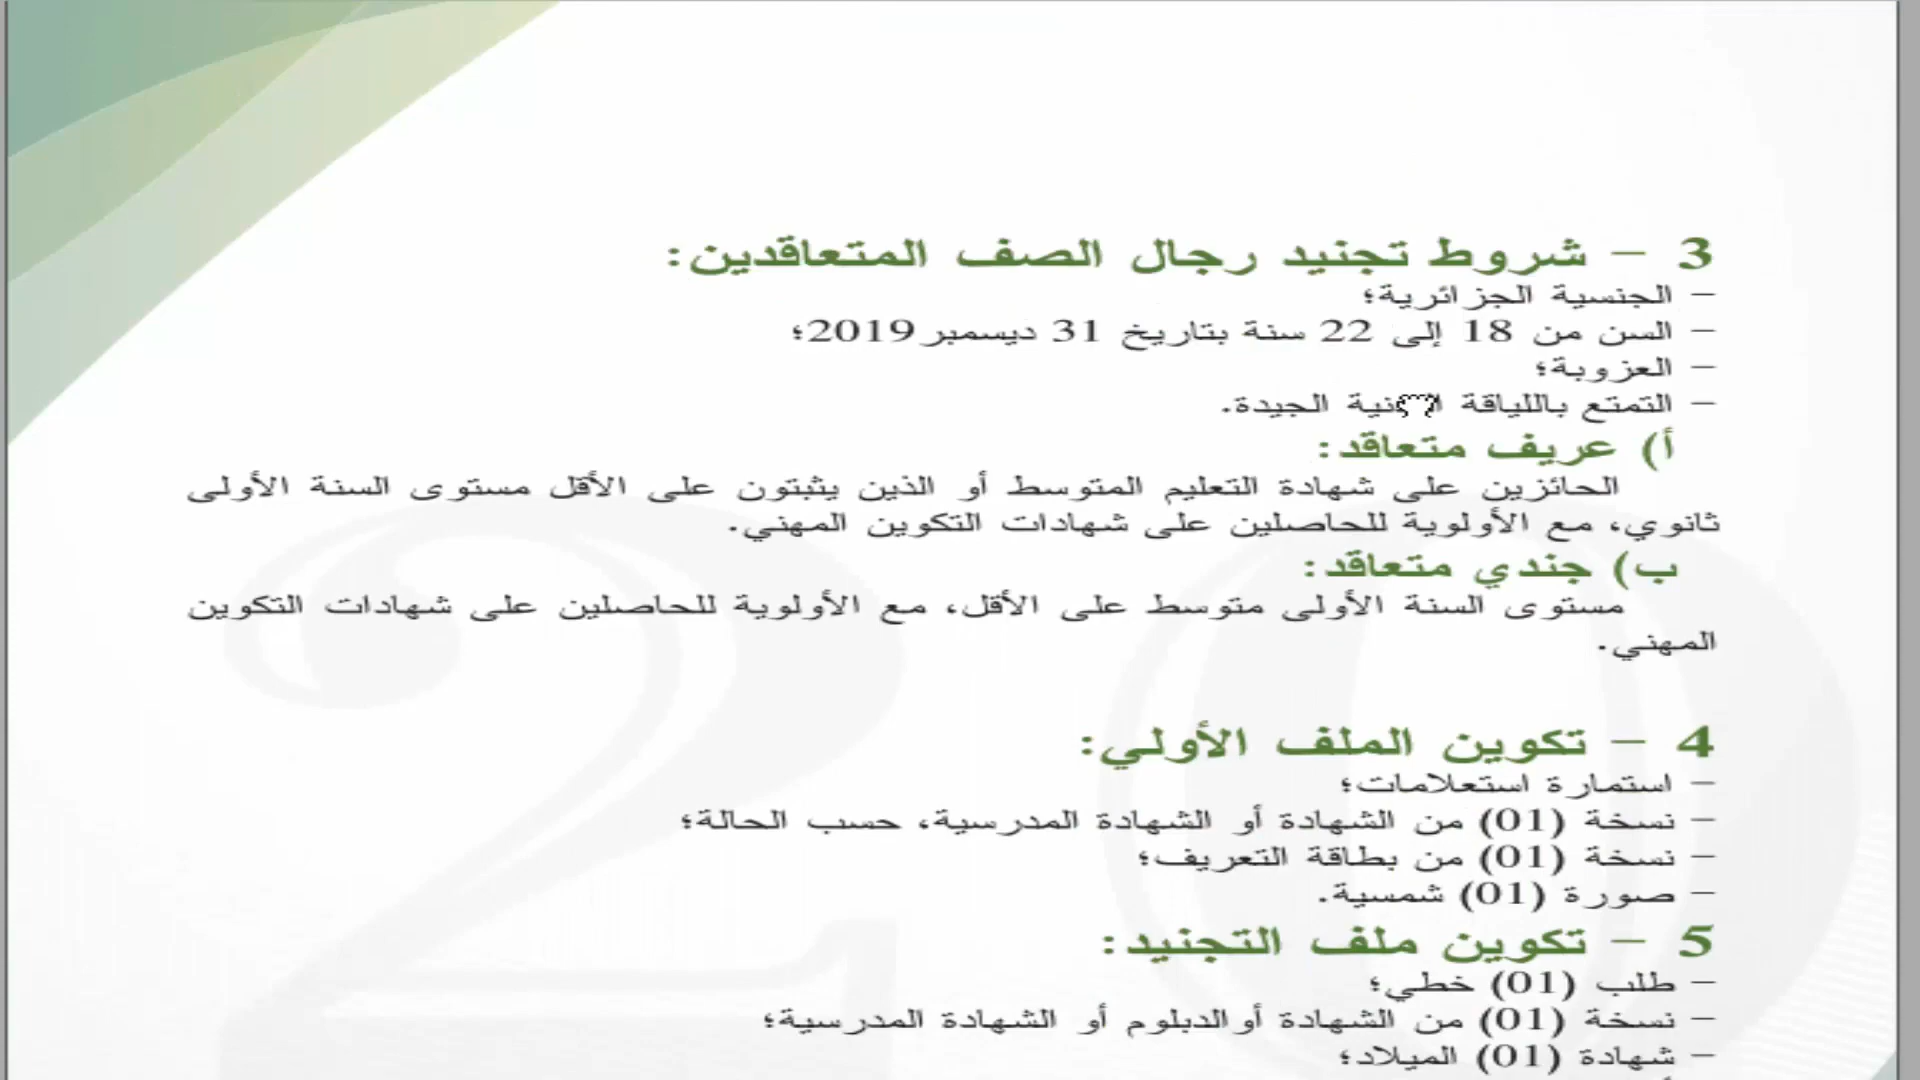 3 – شروط تجنيد رجال الصف المتعاقدين:
– الجنسية الجزائرية؛
– السن من 18 إلى 22 سنة بتاريخ 31 ديسمبر 2019؛
– العزوبة؛
– التمتع باللياقة الجيدة.
أ) عريف متعاقد:
الحائزين على شهادة التعليم المتوسط أو الذين يثبتون على الأقل مستوى السنة الأولى
ثانوي، مع الأولوية للحاصلين على شهادات التكوين المهني.
ب) جندي متعاقد:
مستوى السنة الأولى متوسط على الأقل، مع الأولوية للحاصلين على شهادات التكوين
المهني.
4 – تكوين الملف الأولي:
– استمارة استعلامات؛
– نسخة (01) من الشهادة أو الشهادة المدرسية، حسب الحالة؛
– نسخة (01) من بطاقة التعريف؛
– صورة (01) شمسية.
5 – تكوين ملف التجنيد:
– طلب (01) خطي؛
– نسخة (01) من الشهادة أوالدبلوم أو الشهادة المدرسية؛
– شهادة (01) الميلاد؛